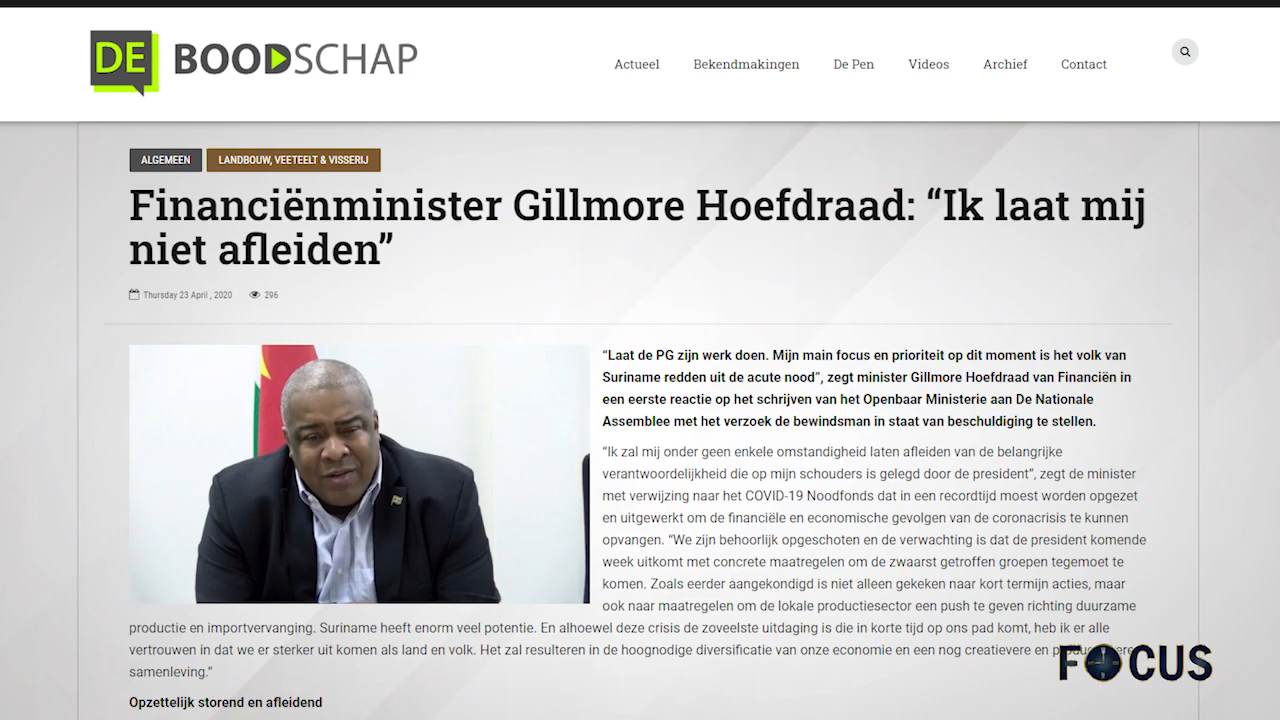 DE BOODSCHAP
Actueel Bekendmakingen De Pen Videos Archief Contact
ALGEMEEN LANDBOUW, VEETEELT & VISSERIJ
Financiënminister Gillmore Hoefdraad: “Ik laat mij
niet afleiden”
Thursday 23 April , 2020 296
“Laat de PG zijn werk doen. Mijn main focus en prioriteit op dit moment is het volk van
Suriname redden uit de acute nood”, zegt minister Gillmore Hoefdraad van Financiën in
een eerste reactie op het schrijven van het Openbaar Ministerie aan De Nationale
Assemblee met het verzoek de bewindsman in staat van beschuldiging te stellen.
“Ik zal mij onder geen enkele omstandigheid laten afleiden van de belangrijke
verantwoordelijkheid die op mijn schouders is gelegd door de president”, zegt de minister
met verwijzing naar het COVID-19 Noodfonds dat in een recordtijd moest worden opgezet
en uitgewerkt om de financiële en economische gevolgen van de coronacrisis te kunnen
opvangen. “We zijn behoorlijk opgeschoten en de verwachting is dat de president komende
week uitkomt met concrete maatregelen om de zwaarst getroffen groepen tegemoet te
komen. Zoals eerder aangekondigd is niet alleen gekeken naar kort termijn acties, maar
ook naar maatregelen om de lokale productiesector een push te geven richting duurzame
productie en importvervanging. Suriname heeft enorm veel potentie. En alhoewel deze crisis de zoveelste uitdaging is die in korte tijd op ons pad komt, heb ik er alle
vertrouwen in dat we er sterker uit komen als land en volk. Het zal resulteren in de hoognodige diversificatie van onze economie en een nog creatievere en
samenleving.”
FOCUS
Opzettelijk storend en afleidend